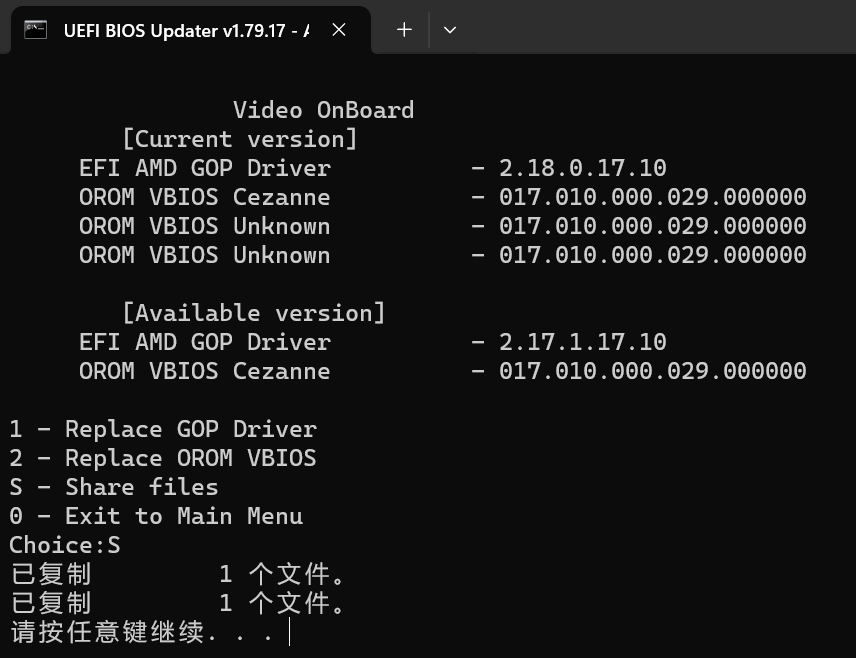 UEFI BIOS Updater v1.79.17 - A
Video OnBoard
[Current version]
EFI AMD GOP Driver - 2.18.0.17.10
OROM VBIOS Cezanne - 017.010.000.029.000000
OROM VBIOS Unknown - 017.010.000.029.000000
OROM VBIOS Unknown - 017.010.000.029.000000
[Available version]
EFI AMD GOP Driver - 2.17.1.17.10
OROM VBIOS Cezanne - 017.010.000.029.000000
1 - Replace GOP Driver
2 - Replace OROM VBIOS
S - Share files
0 - Exit to Main Menu
Choice:S
已复制 1 个文件。
已复制 1 个文件。
请按任意键继续. . .